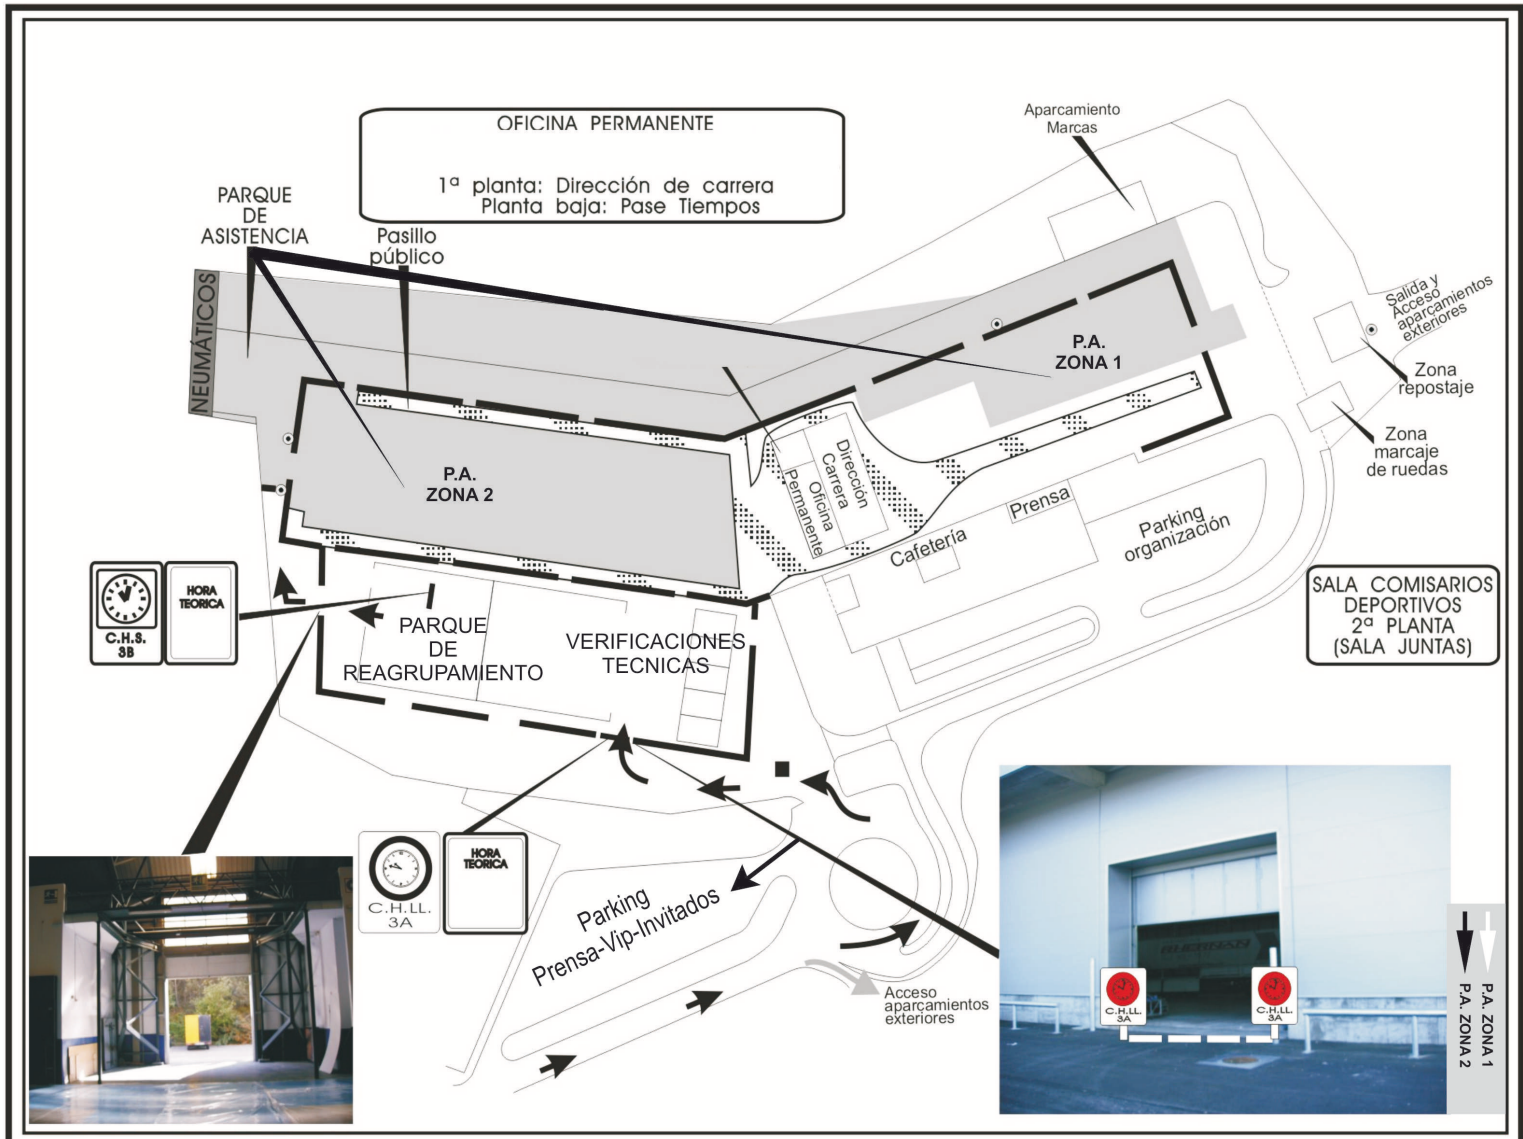 OFICINA PERMANENTE
1ª planta: Dirección de carrera
Planta baja: Pase Tiempos
Aparcamiento
Marcas
PARQUE
DE
ASISTENCIA
Pasillo
público
NEUMÁTICOS
P.A.
ZONA 1
Salida y
Acceso
aparcamientos
exteriores
Zona
repostaje
Zona
marcaje
de ruedas
P.A.
ZONA 2
Dirección
Carrera
Oficina
Permanente
Prensa
Cafetería
Parking
organización
SALA COMISARIOS
DEPORTIVOS
2ª PLANTA
(SALA JUNTAS)
C.H.S.
3B
HORA
TEORICA
PARQUE
DE
REAGRUPAMIENTO
VERIFICACIONES
TECNICAS
C.H.LL.
3A
HORA
TEORICA
Parking
Prensa-Vip-Invitados
Acceso
aparcamientos
exteriores
C.H.LL.
3A
C.H.LL.
3A
P.A. ZONA 1
P.A. ZONA 2